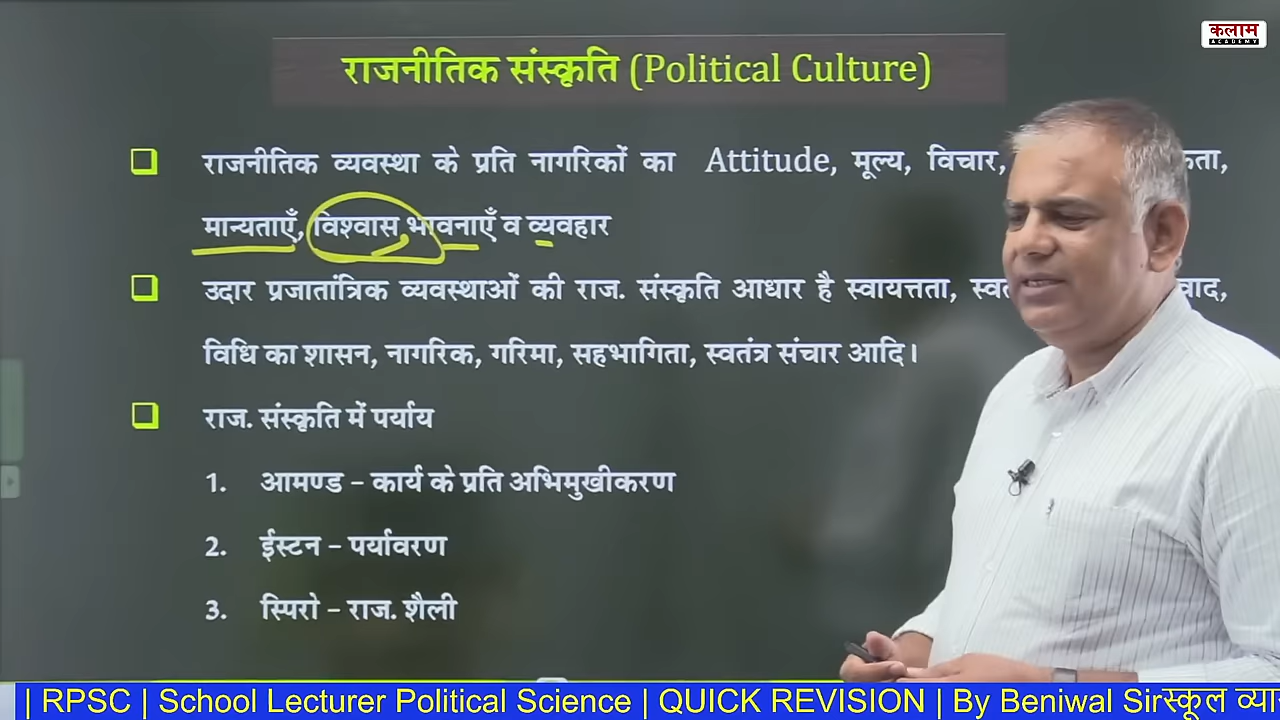 कलाम
ACADEMY
राजनीतिक संस्कृति (Political Culture)
राजनीतिक व्यवस्था के प्रति नागरिकों का Attitude, मूल्य, विचार,
मान्यताएँ, विश्वास भावनाएँ व व्यवहार
उदार प्रजातांत्रिक व्यवस्थाओं की राज. संस्कृति आधार है स्वायत्तता,
विधि का शासन, नागरिक, गरिमा, सहभागिता, स्वतंत्र संचार आदि।
राज. संस्कृति में पर्याय
1. आमण्ड – कार्य के प्रति अभिमुखीकरण
2. ईस्टन – पर्यावरण
3. स्पिरो – राज. शैली
| RPSC | School Lecturer Political Science | QUICK REVISION | By Beniwal Sirस्कूल व्या